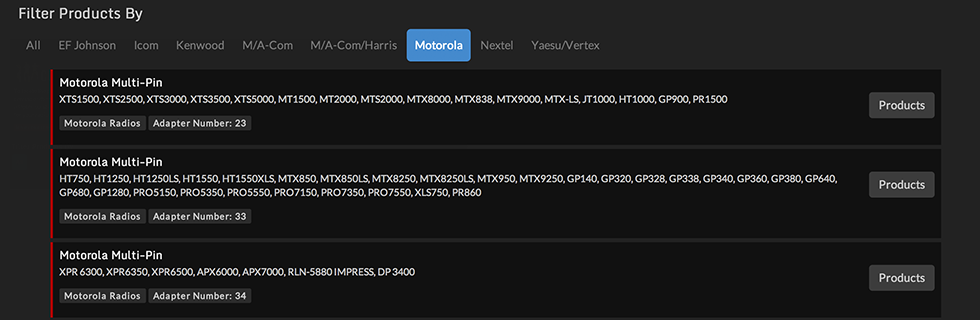 Filter Products By
All EF Johnson Icom Kenwood M/A-Com M/A-Com/Harris Motorola Nextel Yaesu/Vertex
Motorola Multi-Pin
XTS1500, XTS2500, XTS3000, XTS3500, XTS5000, MT1500, MT2000, MTS2000, MTX8000, MTX838, MTX9000, MTX-LS, JT1000, HT1000, GP900, PR1500
Products
Motorola Radios Adapter Number: 23
Motorola Multi-Pin
HT750, HT1250, HT1250LS, HT1550, HT1550XLS, MTX850, MTX850LS, MTX8250, MTX8250LS, MTX950, MTX9250, GP140, GP320, GP328, GP338, GP340, GP360, GP380, GP640,
GP680, GP1280, PRO5150, PRO5350, PRO5550, PRO7150, PRO7350, PRO7550, XLS750, PR860
Products
Motorola Radios Adapter Number: 33
Motorola Multi-Pin
XPR 6300, XPR6350, XPR6500, APX6000, APX7000, RLN-5880 IMPRESS, DP 3400
Products
Motorola Radios Adapter Number: 34